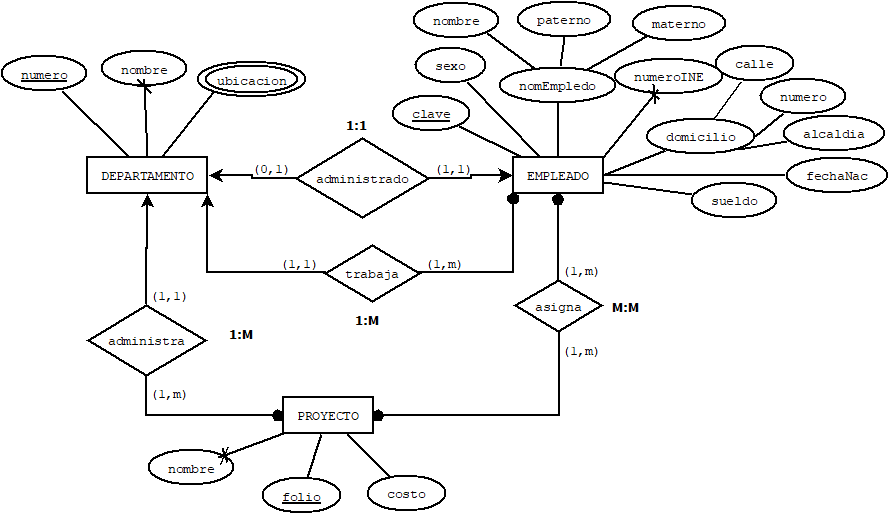 nombre
paterno
materno
numero
nombre
ubicacion
sexo
nomEmpledo
numeroINE
calle
numero
clave
domicilio
alcaldia
1:1
DEPARTAMENTO
(0,1)
administrado
(1,1)
EMPLEADO
fechaNac
sueldo
(1,1)
trabaja
(1,m)
(1,m)
(1,1)
asigna
M:M
1:M
administra
1:M
(1,m)
(1,m)
PROYECTO
nombre
folio
costo